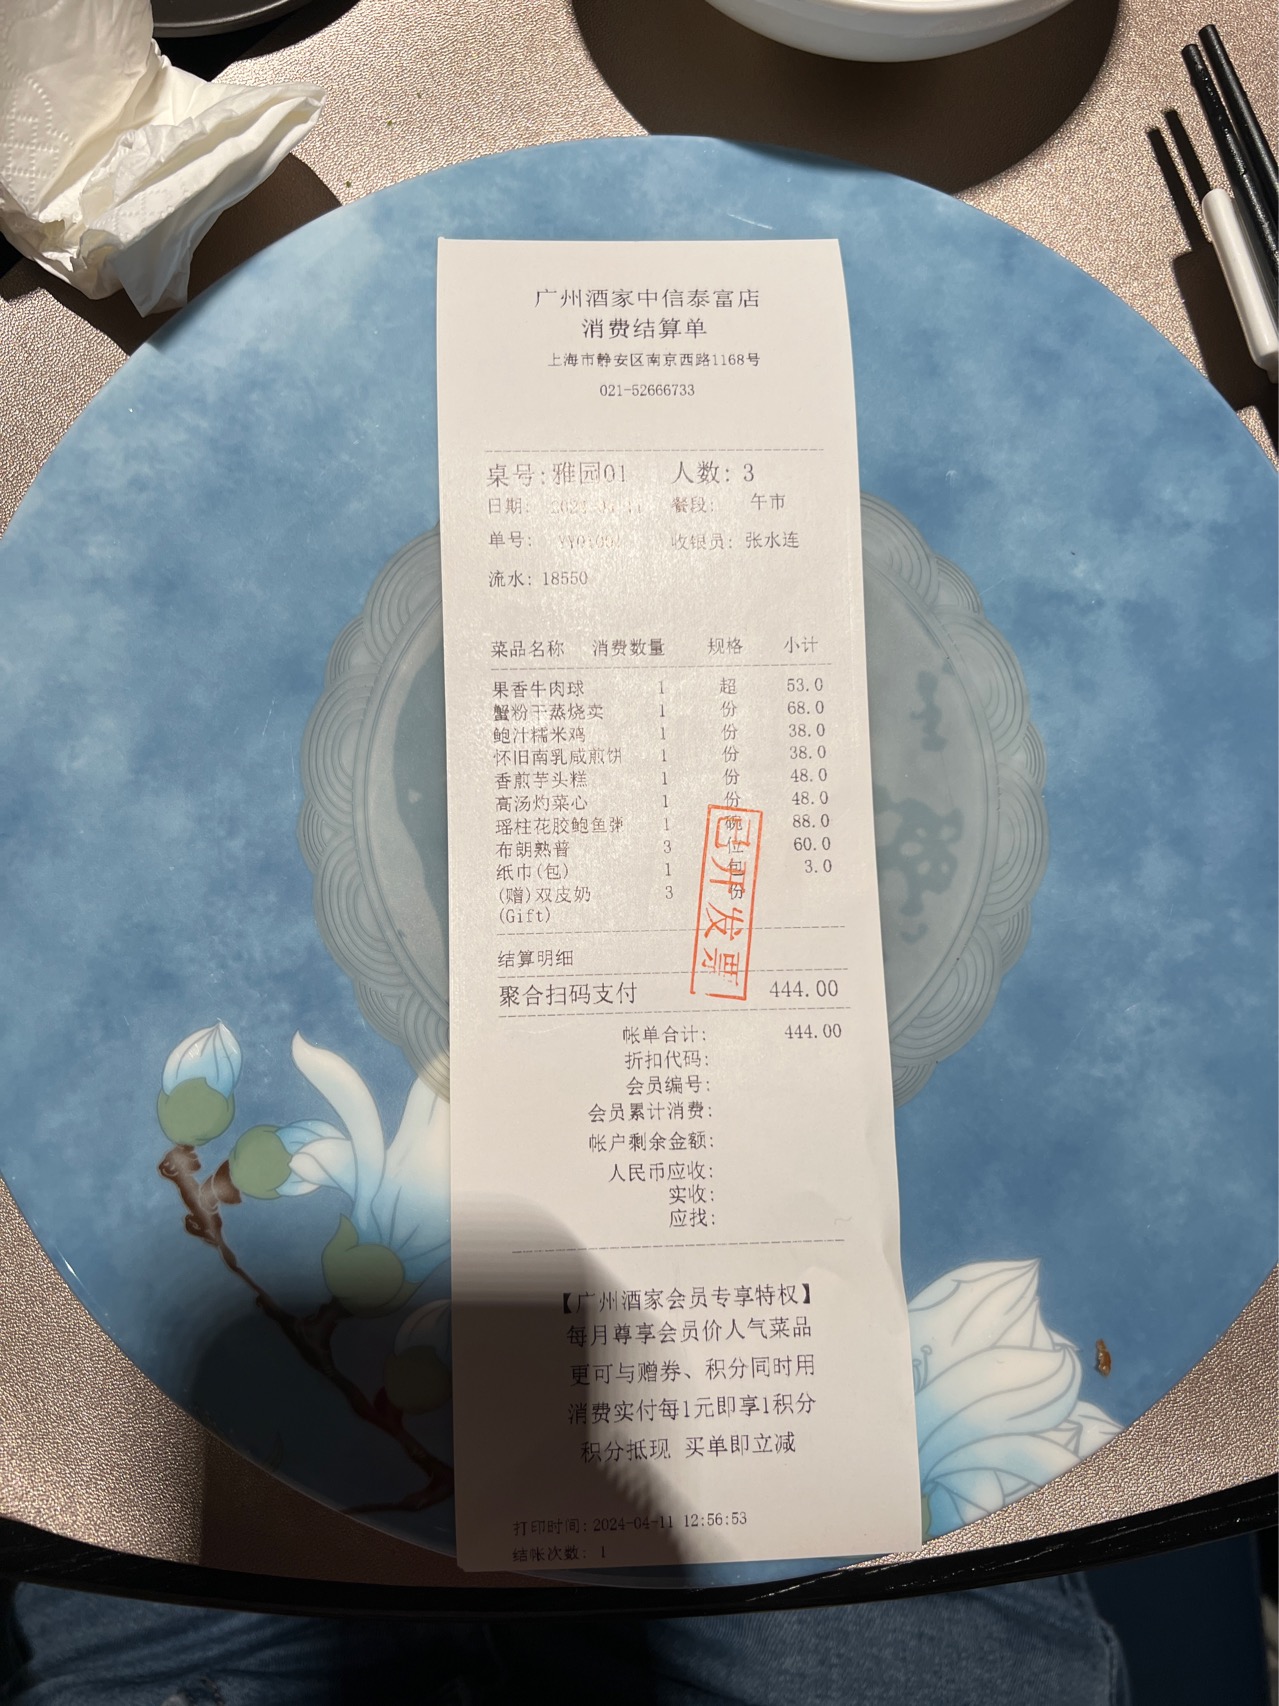 广州酒家中信泰富店
消费结算单
上海市静安区南京西路1168号
021-52666733
桌号:雅园01 人数: 3
日期: 餐段: 午市
单号: 收银员: 张水连
流水: 18550
菜品名称 消费数量 规格 小计
果香牛肉球 1 超 53.0
蟹粉干蒸烧卖 1 份 68.0
鲍汁糯米鸡 1 份 38.0
怀旧南乳咸煎饼 1 份 38.0
香煎芋头糕 1 份 48.0
高汤灼菜心 1 份 48.0
瑶柱花胶鲍鱼粥 1 碗 88.0
布朗熟普 3 位 60.0
纸巾(包) 1 包 3.0
(赠)双皮奶 3 份
(Gift)
已开发票
结算明细
聚合扫码支付 444.00
帐单合计: 444.00
折扣代码:
会员编号:
会员累计消费:
帐户剩余金额:
人民币应收:
实收:
应找:
【广州酒家会员专享特权】
每月尊享会员价人气菜品
更可与赠券、积分同时用
消费实付每1元即享1积分
积分抵现 买单即立减
打印时间: 2024-04-11 12:56:53
结帐次数: 1